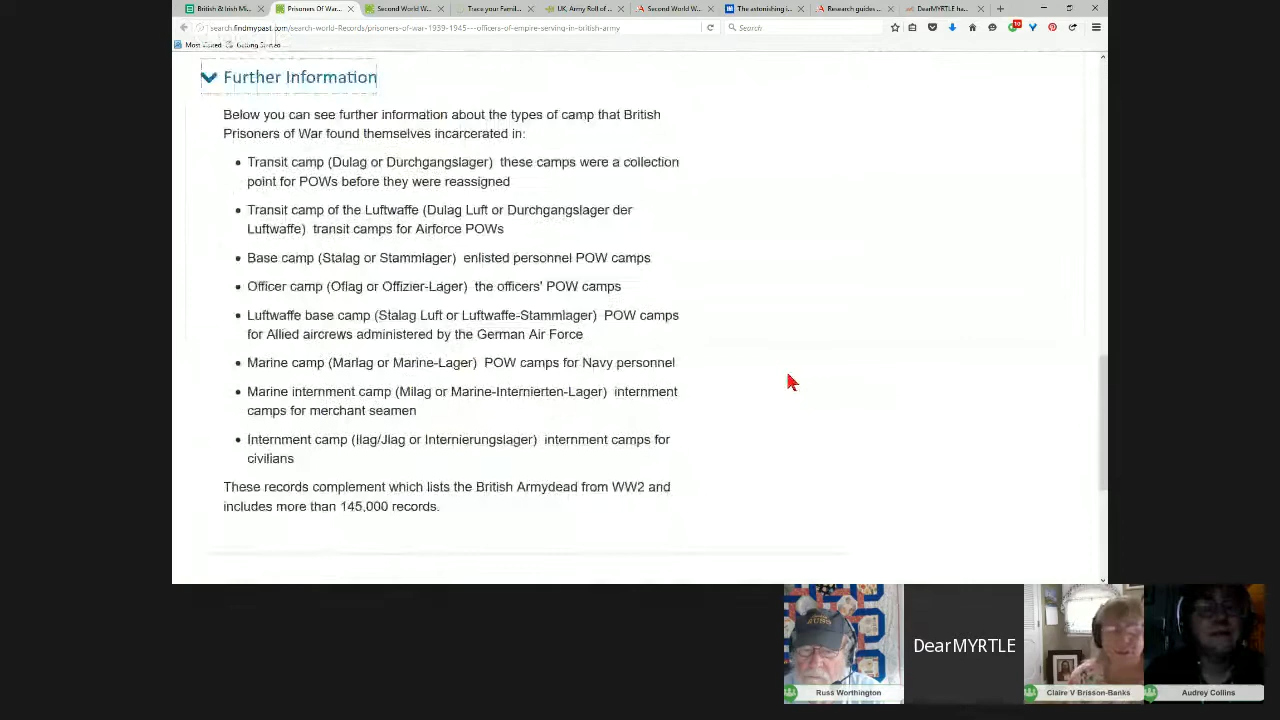 British & Irish Mi...
Prisoners Of War...
Second World W...
Trace your Famil...
UK, Army Roll of...
Second World W...
The astonishing i...
Research guides ...
DearMYRTLE ha...
search.findmypast.com/search-world-Records/prisoners-of-war-1939-1945---officers-of-empire-serving-in-british-army
Search
10
Most Visited
Getting Started
Further Information
Below you can see further information about the types of camp that British
Prisoners of War found themselves incarcerated in:
Transit camp (Dulag or Durchgangslager) these camps were a collection
point for POWs before they were reassigned
Transit camp of the Luftwaffe (Dulag Luft or Durchgangslager der
Luftwaffe) transit camps for Airforce POWs
Base camp (Stalag or Stammlager) enlisted personnel POW camps
Officer camp (Oflag or Offizier-Lager) the officers' POW camps
Luftwaffe base camp (Stalag Luft or Luftwaffe-Stammlager) POW camps
for Allied aircrews administered by the German Air Force
Marine camp (Marlag or Marine-Lager) POW camps for Navy personnel
Marine internment camp (Milag or Marine-Internierten-Lager) internment
camps for merchant seamen
Internment camp (Ilag/Jlag or Internierungslager) internment camps for
civilians
These records complement which lists the British Armydead from WW2 and
includes more than 145,000 records.
RUSS
DearMYRTLE
Russ Worthington
Claire V Brisson-Banks
Audrey Collins